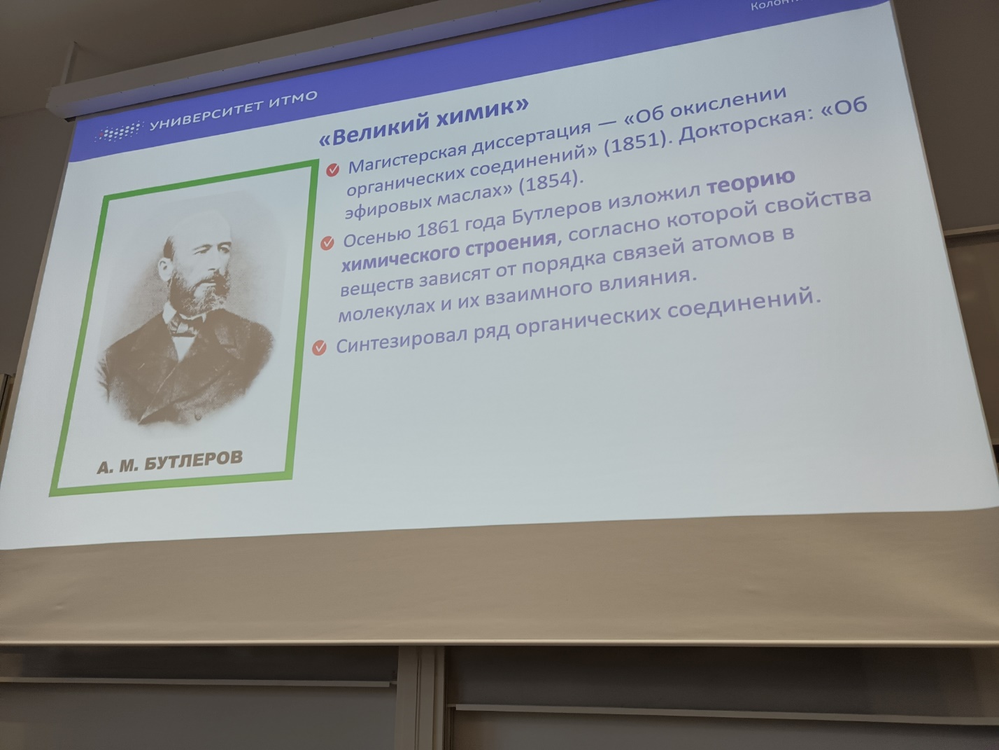 УНИВЕРСИТЕТ ИТМО
«Великий химик»
Магистерская диссертация — «Об окислении
органических соединений» (1851). Докторская: «Об
эфировых маслах» (1854).
Осенью 1861 года Бутлеров изложил теорию
химического строения, согласно которой свойства
веществ зависят от порядка связей атомов в
молекулах и их взаимного влияния.
Синтезировал ряд органических соединений.
А. М. БУТЛЕРОВ